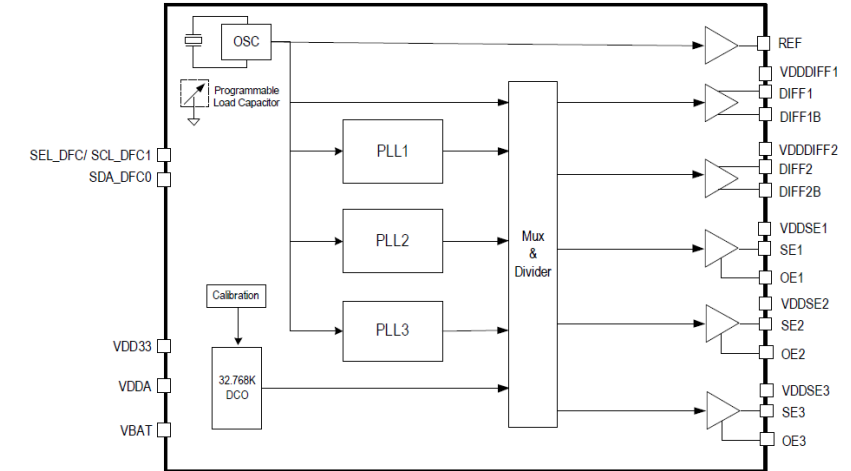 OSC
REF
VDDDIFF1
Programmable
Load Capacitor
DIFF1
DIFF1B
SEL_DFC/ SCL_DFC1
SDA_DFC0
PLL1
VDDDIFF2
DIFF2
DIFF2B
PLL2
Mux
&
Divider
VDDSE1
SE1
OE1
Calibration
VDDSE2
SE2
PLL3
VDD33
OE2
32.768K
DCO
VDDA
VDDSE3
SE3
VBAT
OE3